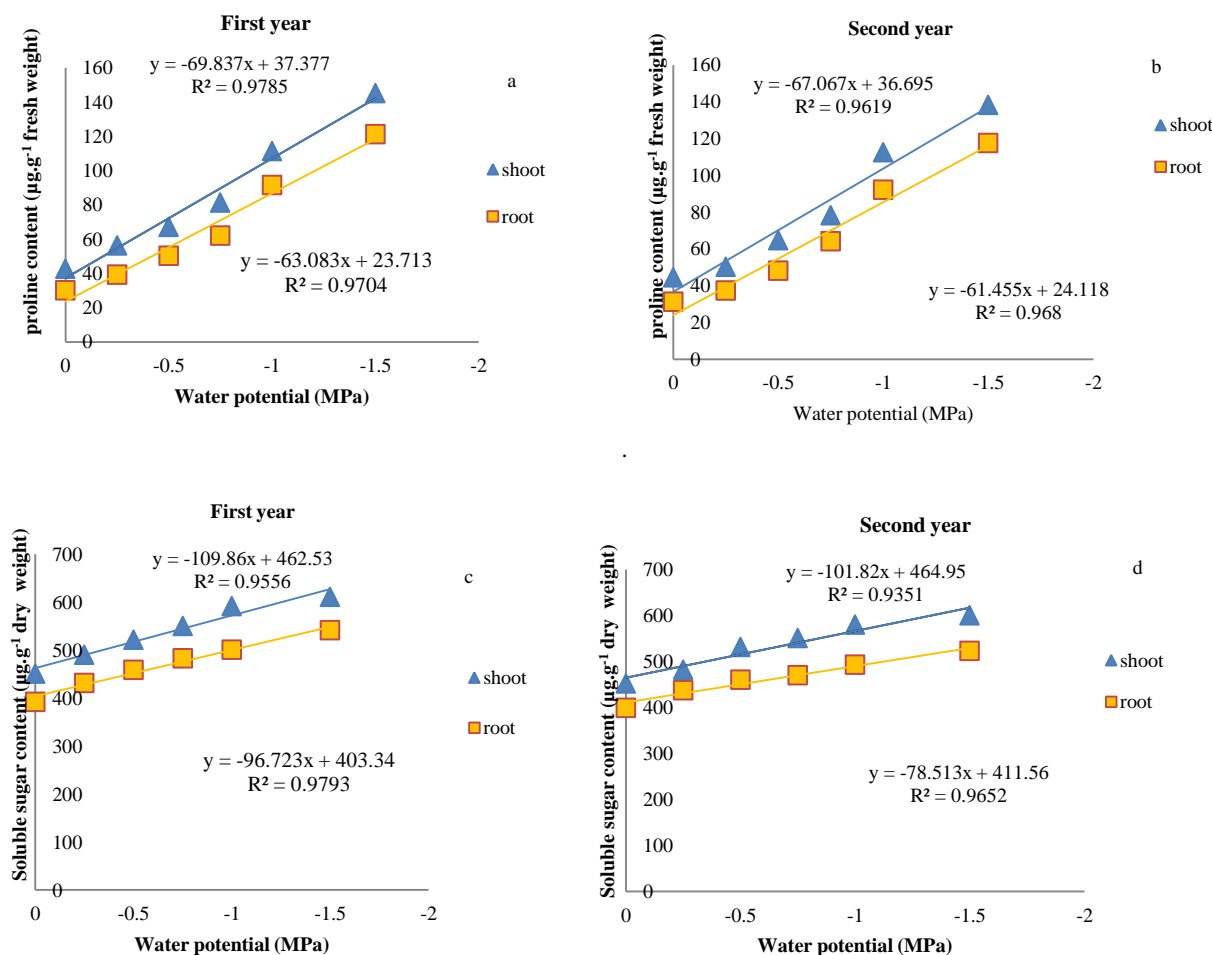 First year
y = -69.837x + 37.377
R² = 0.9785
a
proline content (µg.g⁻¹ fresh weight)
160
140
120
100
80
60
40
20
0
shoot
root
y = -63.083x + 23.713
R² = 0.9704
0 -0.5 -1 -1.5 -2
Water potential (MPa)
Second year
y = -67.067x + 36.695
R² = 0.9619
b
proline content (µg.g⁻¹ fresh weight)
160
140
120
100
80
60
40
20
0
shoot
root
y = -61.455x + 24.118
R² = 0.968
0 -0.5 -1 -1.5 -2
Water potential (MPa)
.
First year
y = -109.86x + 462.53
R² = 0.9556
c
Soluble sugar content (µg.g⁻¹ dry weight)
700
600
500
400
300
200
100
0
shoot
root
y = -96.723x + 403.34
R² = 0.9793
0 -0.5 -1 -1.5 -2
Water potential (MPa)
Second year
y = -101.82x + 464.95
R² = 0.9351
d
Soluble sugar content (µg.g⁻¹ dry weight)
700
600
500
400
300
200
100
0
shoot
root
y = -78.513x + 411.56
R² = 0.9652
0 -0.5 -1 -1.5 -2
Water potential (MPa)